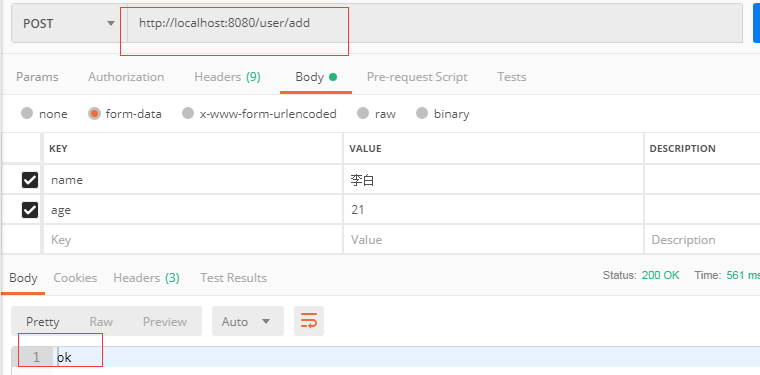 POST http://localhost:8080/user/add
Params Authorization Headers (9) Body Pre-request Script Tests
none form-data x-www-form-urlencoded raw binary
KEY VALUE DESCRIPTION
name 李白
age 21
Key Value Description
Body Cookies Headers (3) Test Results Status: 200 OK Time: 561 ms
Pretty Raw Preview Auto
1 ok